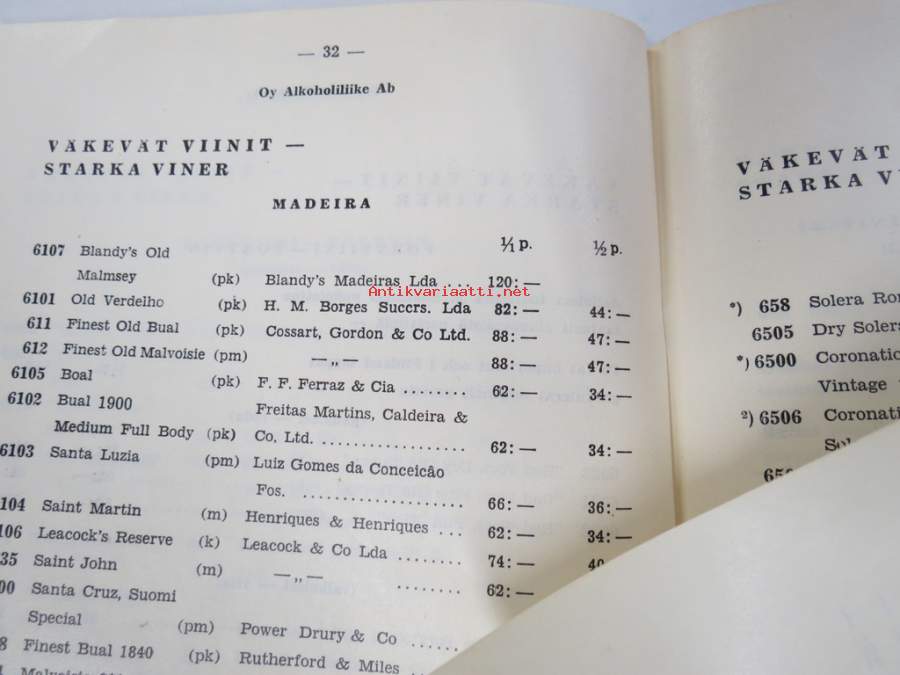 — 32 —
Oy Alkoholiliike Ab
VÄKEVÄT VIINIT —
STARKA VINER
MADEIRA
1/1 p. 1/2 p.
6107 Blandy's Old
Malmsey (pk) Blandy's Madeiras Lda ... 120: —
Antikvariaatti.net
6101 Old Verdelho (pk) H. M. Borges Succrs. Lda 82: — 44: —
611 Finest Old Bual (pk) Cossart, Gordon & Co Ltd. 88: — 47: —
612 Finest Old Malvoisie (pm) —„— 88: — 47: —
6105 Boal (pk) F. F. Ferraz & Cia ........ 62: — 34: —
6102 Bual 1900 Freitas Martins, Caldeira &
Medium Full Body (pk) Co. Ltd. .................. 62: — 34: —
6103 Santa Luzia (pm) Luiz Gomes da Conceicâo
Fos. .................... 66: — 36: —
104 Saint Martin (m) Henriques & Henriques ... 62: — 34: —
106 Leacock's Reserve (k) Leacock & Co Lda ........ 74: — 40
35 Saint John (m) —„— ......... 62: —
00 Santa Cruz, Suomi
Special (pm) Power Drury & Co ......
8 Finest Bual 1840 (pk) Rutherford & Miles ....
VÄKEVÄT
STARKA VI
*) 658 Solera
6505 Dry Solera
*) 6500 Coronatio
Vintage
2) 6506 Coronati